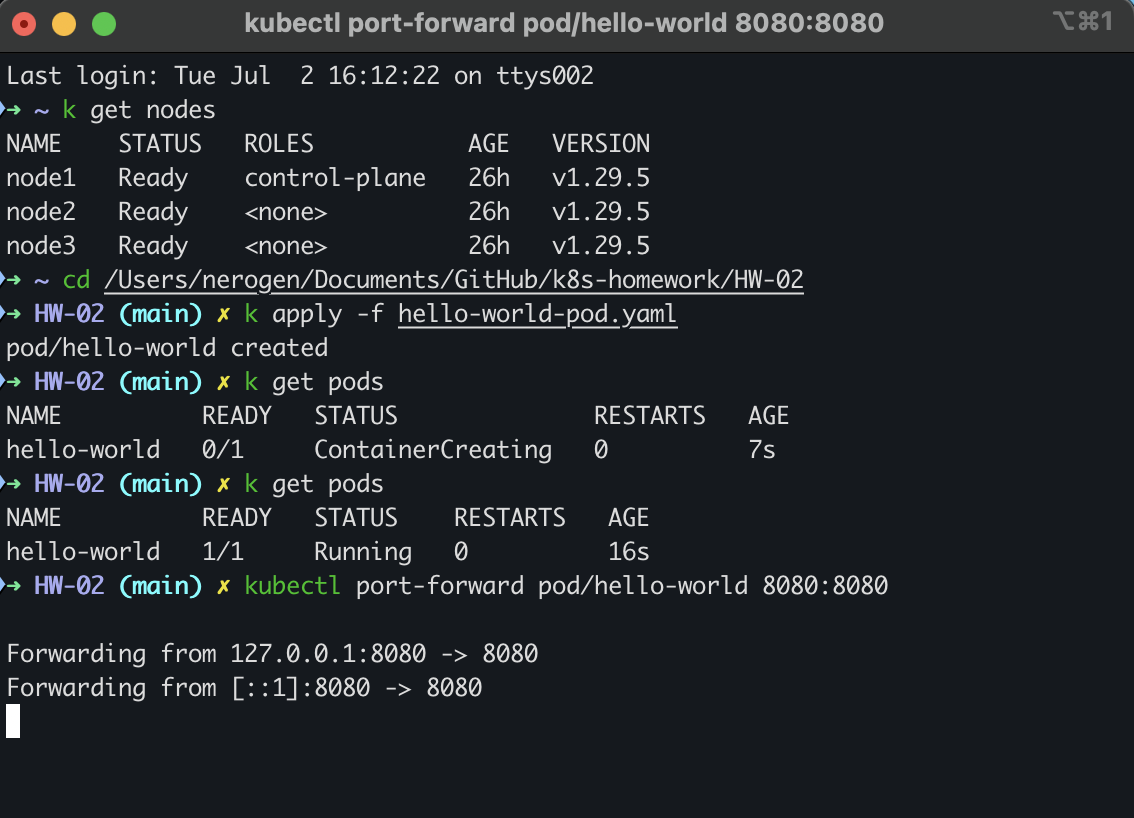 kubectl port-forward pod/hello-world 8080:8080 ⌥⌘1
Last login: Tue Jul  2 16:12:22 on ttys002
➜ ~ k get nodes
NAME    STATUS   ROLES           AGE   VERSION
node1   Ready    control-plane   26h   v1.29.5
node2   Ready    <none>          26h   v1.29.5
node3   Ready    <none>          26h   v1.29.5
➜ ~ cd /Users/nerogen/Documents/GitHub/k8s-homework/HW-02
➜ HW-02 (main) ✗ k apply -f hello-world-pod.yaml
pod/hello-world created
➜ HW-02 (main) ✗ k get pods
NAME          READY   STATUS              RESTARTS   AGE
hello-world   0/1     ContainerCreating   0          7s
➜ HW-02 (main) ✗ k get pods
NAME          READY   STATUS    RESTARTS   AGE
hello-world   1/1     Running   0          16s
➜ HW-02 (main) ✗ kubectl port-forward pod/hello-world 8080:8080
Forwarding from 127.0.0.1:8080 -> 8080
Forwarding from [::1]:8080 -> 8080